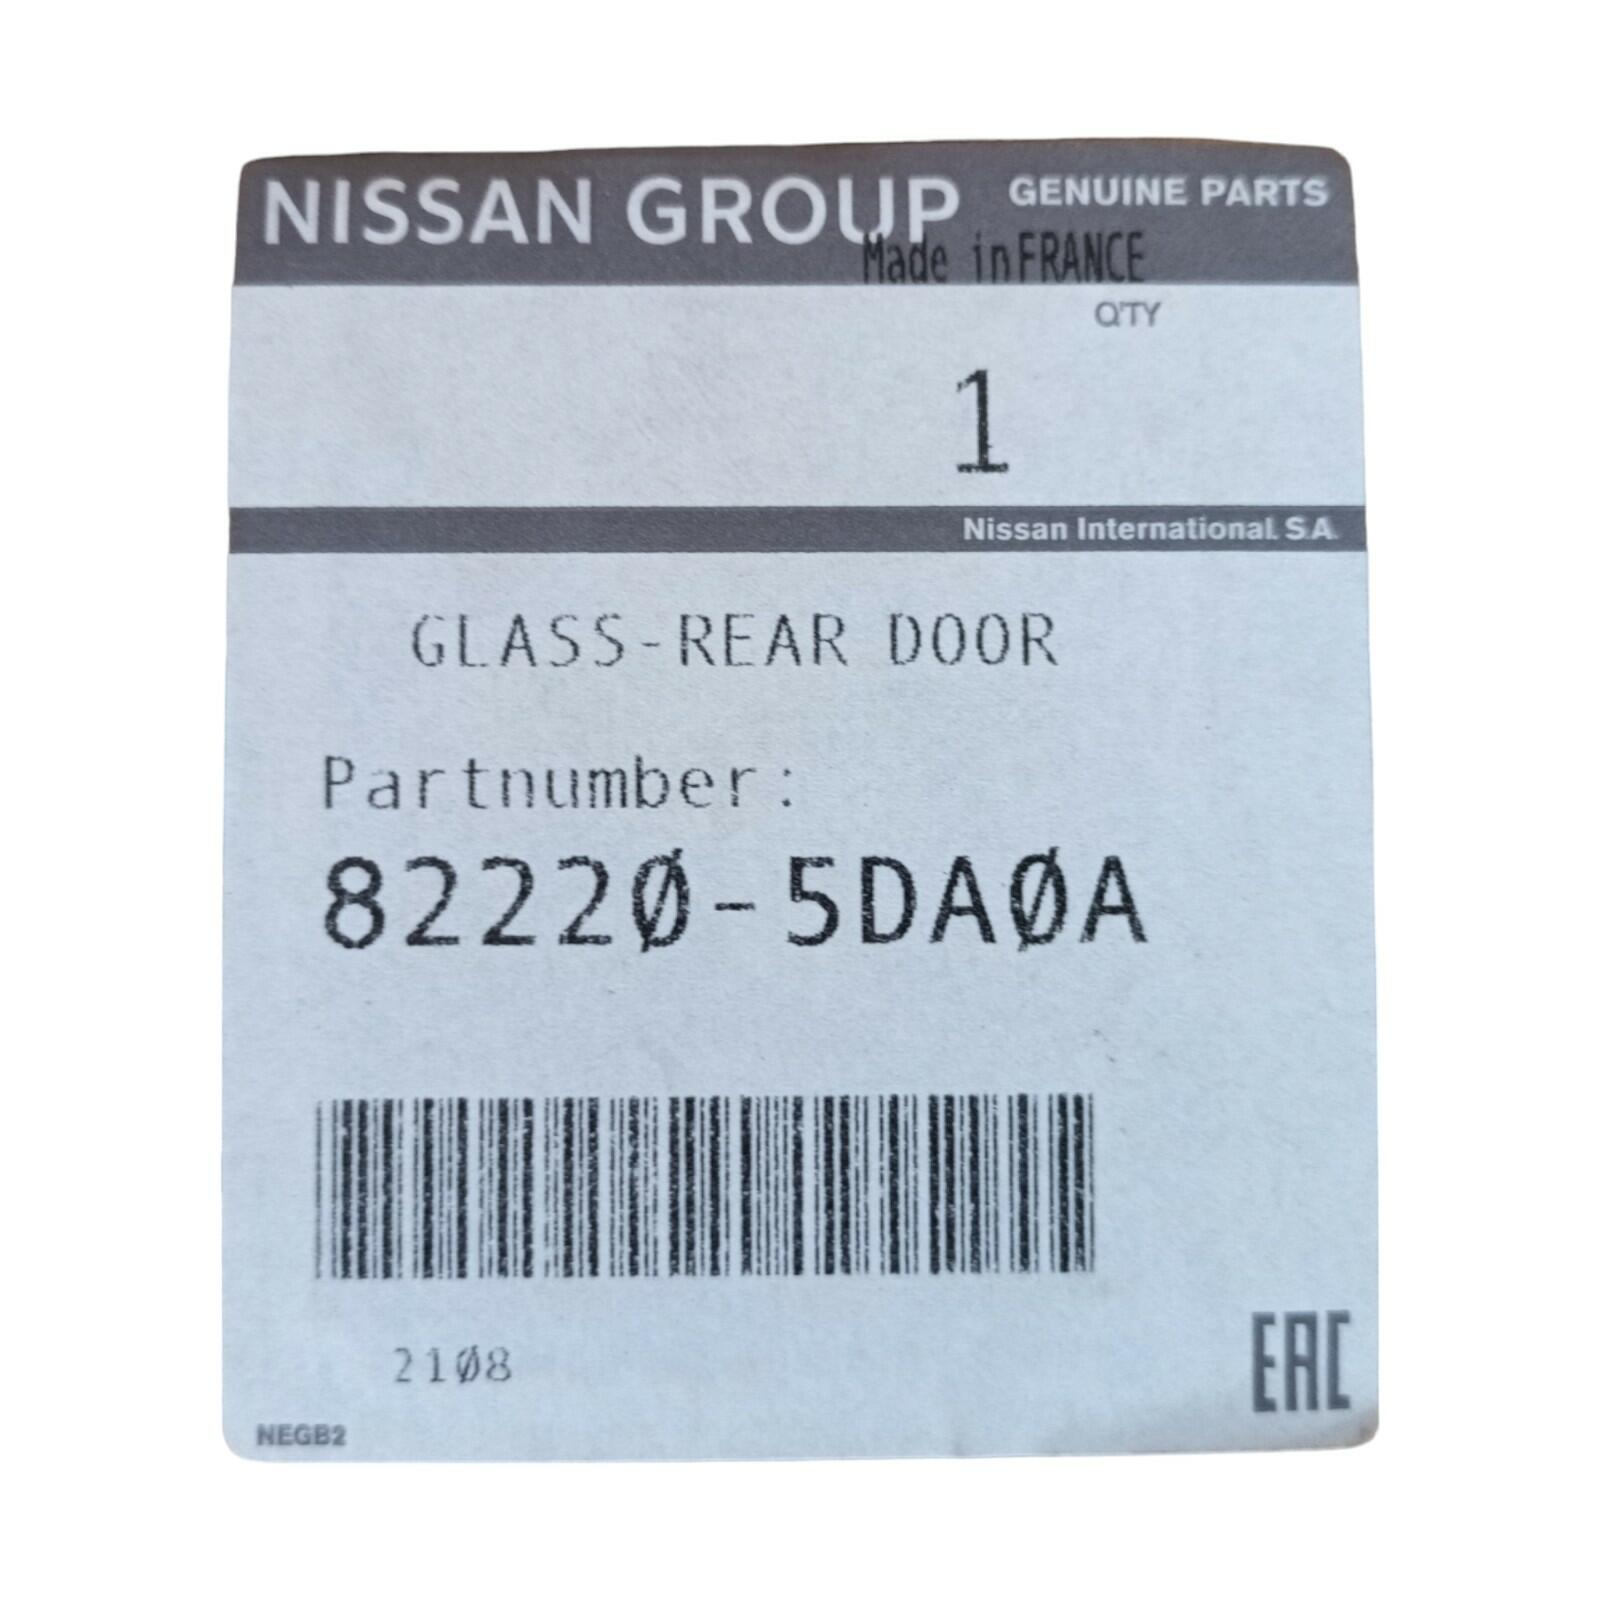 NISSAN GROUP GENUINE PARTS
Made in FRANCE
Q'TY
1
Nissan International S.A.
GLASS-REAR DOOR
Partnumber:
82220-5DA0A
2108
EAC
NEGB2